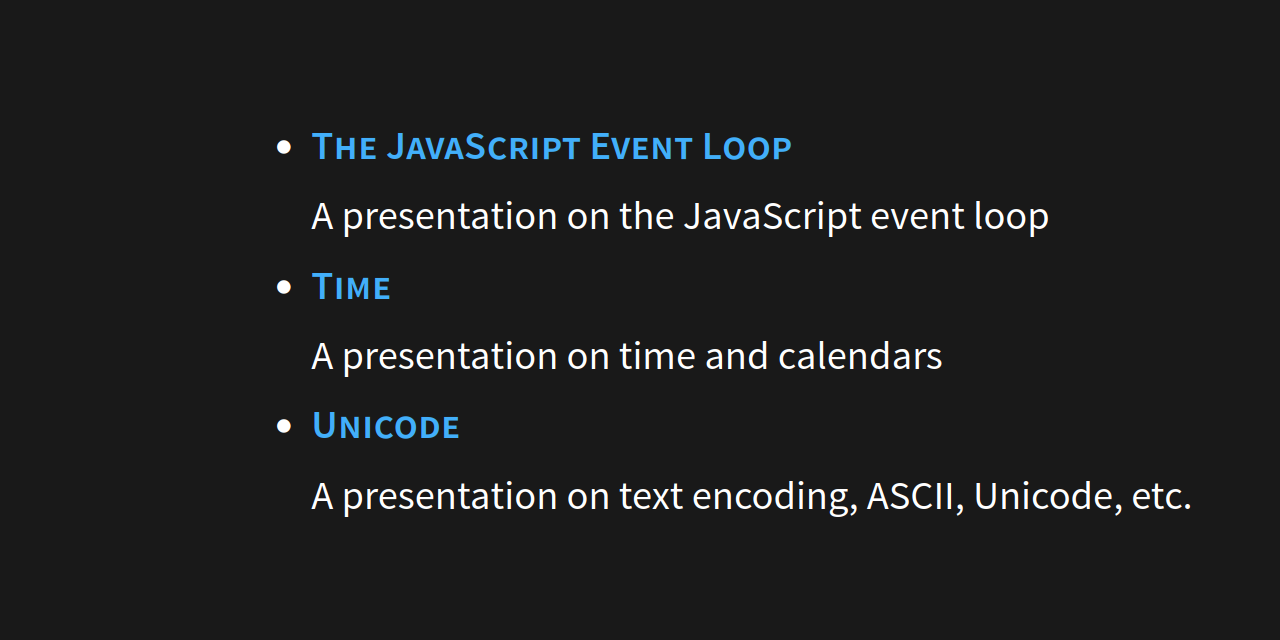 The JavaScript Event Loop
A presentation on the JavaScript event loop
Time
A presentation on time and calendars
Unicode
A presentation on text encoding, ASCII, Unicode, etc.